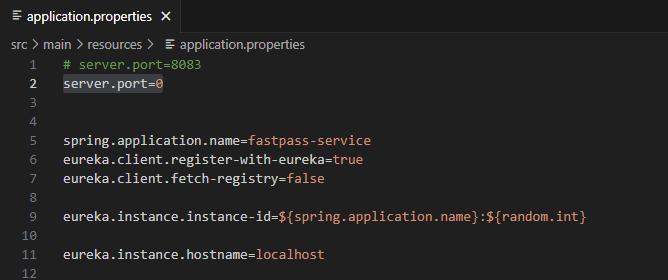 application.properties
src > main > resources > application.properties
1 # server.port=8083
2 server.port=0
3
4
5 spring.application.name=fastpass-service
6 eureka.client.register-with-eureka=true
7 eureka.client.fetch-registry=false
8
9 eureka.instance.instance-id=${spring.application.name}:${random.int}
10
11 eureka.instance.hostname=localhost
12